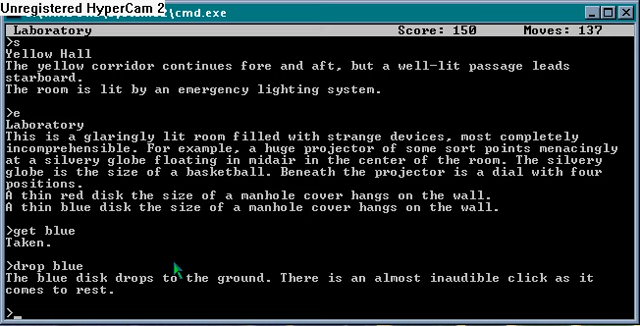 Unregistered HyperCam 2
cmd.exe
Laboratory Score: 150 Moves: 137
>s
Yellow Hall
The yellow corridor continues fore and aft, but a well-lit passage leads
starboard.
The room is lit by an emergency lighting system.
>e
Laboratory
This is a glaringly lit room filled with strange devices, most completely
incomprehensible. For example, a huge projector of some sort points menacingly
at a silvery globe floating in midair in the center of the room. The silvery
globe is the size of a basketball. Beneath the projector is a dial with four
positions.
A thin red disk the size of a manhole cover hangs on the wall.
A thin blue disk the size of a manhole cover hangs on the wall.
>get blue
Taken.
>drop blue
The blue disk drops to the ground. There is an almost inaudible click as it
comes to rest.
>_